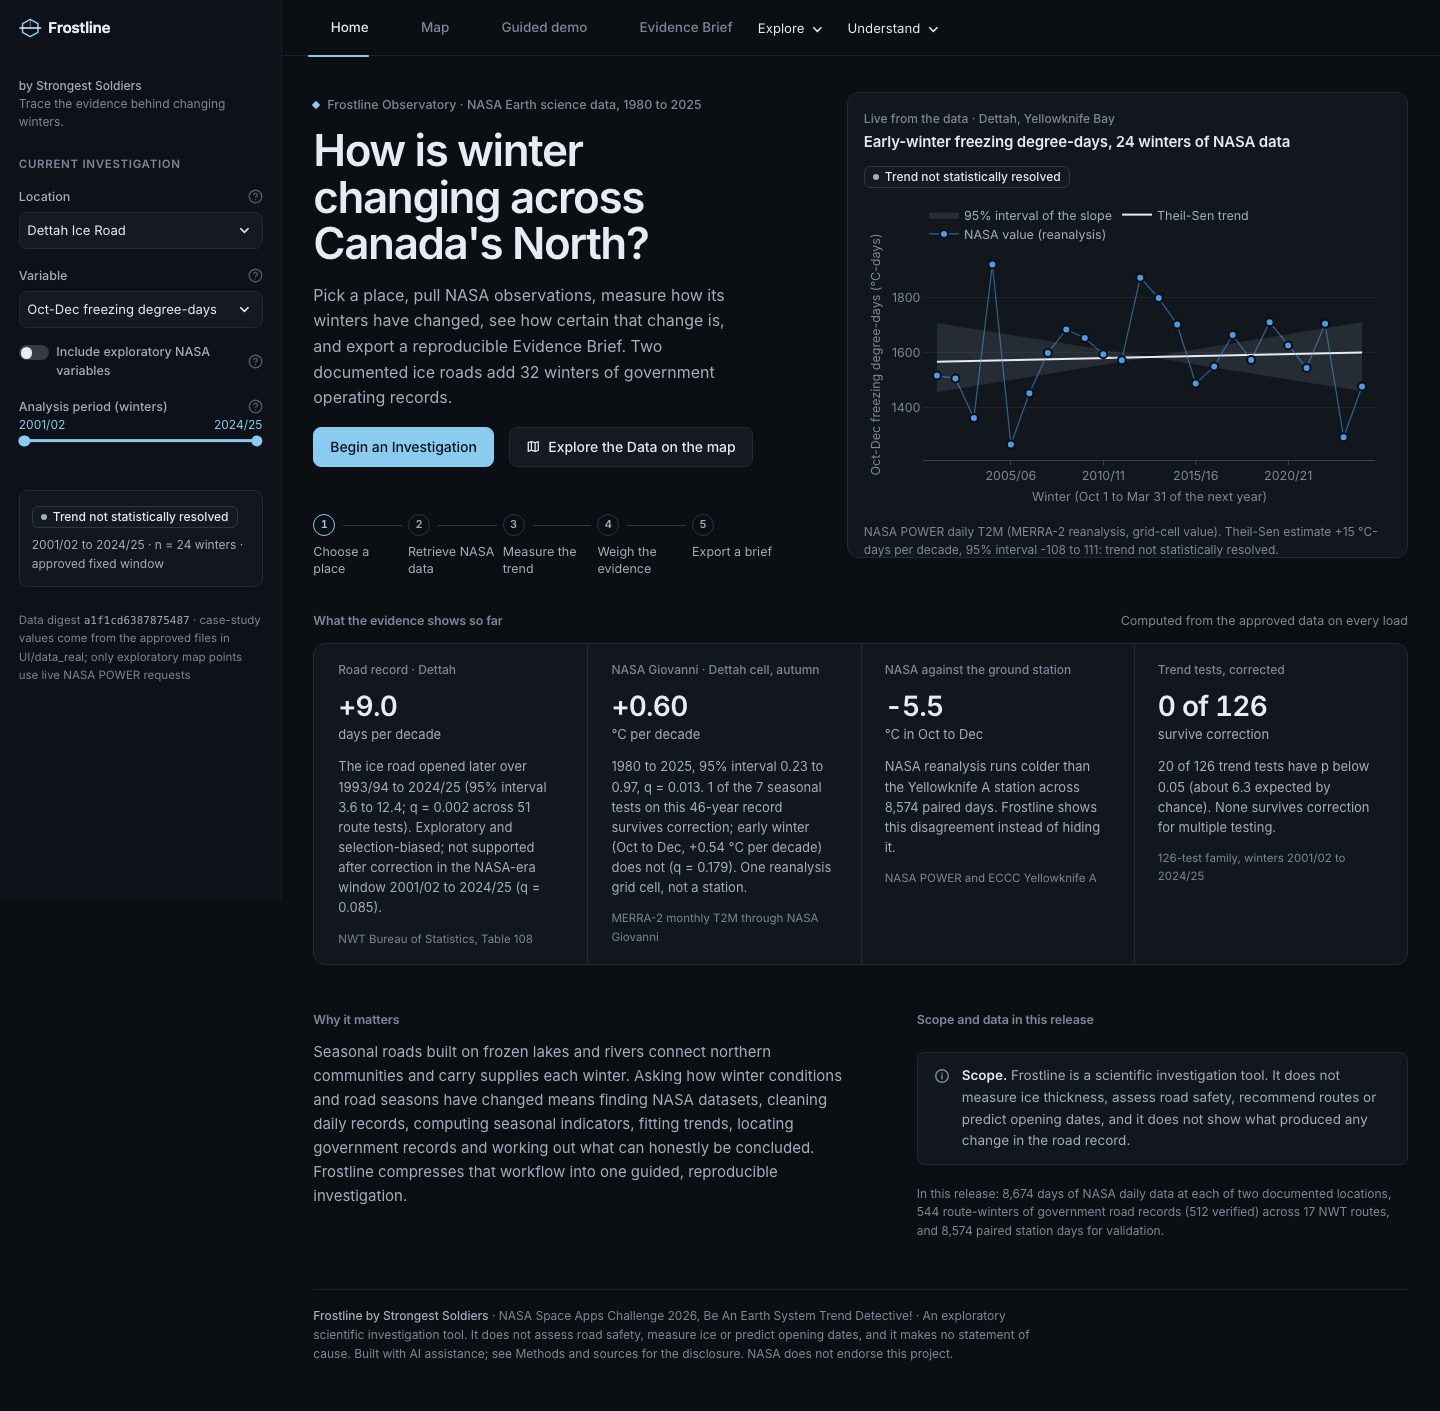 Frostline
by Strongest Soldiers
Trace the evidence behind changing
winters.
CURRENT INVESTIGATION
Location
Dettah Ice Road
Variable
Oct-Dec freezing degree-days
Include exploratory NASA
variables
Analysis period (winters)
2001/02 2024/25
Trend not statistically resolved
2001/02 to 2024/25 · n = 24 winters ·
approved fixed window
Data digest a1f1cd6387875487 · case-study
values come from the approved files in
UI/data_real; only exploratory map points
use live NASA POWER requests
Home Map Guided demo Evidence Brief Explore Understand
Frostline Observatory · NASA Earth science data, 1980 to 2025
How is winter
changing across
Canada's North?
Pick a place, pull NASA observations, measure how its
winters have changed, see how certain that change is,
and export a reproducible Evidence Brief. Two
documented ice roads add 32 winters of government
operating records.
Begin an Investigation
Explore the Data on the map
1 2 3 4 5
Choose a
place
Retrieve NASA
data
Measure the
trend
Weigh the
evidence
Export a brief
Live from the data · Dettah, Yellowknife Bay
Early-winter freezing degree-days, 24 winters of NASA data
Trend not statistically resolved
95% interval of the slope Theil-Sen trend
NASA value (reanalysis)
Oct-Dec freezing degree-days (°C-days)
1800
1600
1400
2005/06 2010/11 2015/16 2020/21
Winter (Oct 1 to Mar 31 of the next year)
NASA POWER daily T2M (MERRA-2 reanalysis, grid-cell value). Theil-Sen estimate +15 °C-
days per decade, 95% interval -108 to 111: trend not statistically resolved.
What the evidence shows so far
Computed from the approved data on every load
Road record · Dettah
+9.0
days per decade
The ice road opened later over
1993/94 to 2024/25 (95% interval
3.6 to 12.4; q = 0.002 across 51
route tests). Exploratory and
selection-biased; not supported
after correction in the NASA-era
window 2001/02 to 2024/25 (q =
0.085).
NWT Bureau of Statistics, Table 108
NASA Giovanni · Dettah cell, autumn
+0.60
°C per decade
1980 to 2025, 95% interval 0.23 to
0.97, q = 0.013. 1 of the 7 seasonal
tests on this 46-year record
survives correction; early winter
(Oct to Dec, +0.54 °C per decade)
does not (q = 0.179). One reanalysis
grid cell, not a station.
MERRA-2 monthly T2M through NASA
Giovanni
NASA against the ground station
-5.5
°C in Oct to Dec
NASA reanalysis runs colder than
the Yellowknife A station across
8,574 paired days. Frostline shows
this disagreement instead of hiding
it.
NASA POWER and ECCC Yellowknife A
Trend tests, corrected
0 of 126
survive correction
20 of 126 trend tests have p below
0.05 (about 6.3 expected by
chance). None survives correction
for multiple testing.
126-test family, winters 2001/02 to
2024/25
Why it matters
Seasonal roads built on frozen lakes and rivers connect northern
communities and carry supplies each winter. Asking how winter conditions
and road seasons have changed means finding NASA datasets, cleaning
daily records, computing seasonal indicators, fitting trends, locating
government records and working out what can honestly be concluded.
Frostline compresses that workflow into one guided, reproducible
investigation.
Scope and data in this release
Scope. Frostline is a scientific investigation tool. It does not
measure ice thickness, assess road safety, recommend routes or
predict opening dates, and it does not show what produced any
change in the road record.
In this release: 8,674 days of NASA daily data at each of two documented locations,
544 route-winters of government road records (512 verified) across 17 NWT routes,
and 8,574 paired station days for validation.
Frostline by Strongest Soldiers · NASA Space Apps Challenge 2026, Be An Earth System Trend Detective! · An exploratory
scientific investigation tool. It does not assess road safety, measure ice or predict opening dates, and it makes no statement of
cause. Built with AI assistance; see Methods and sources for the disclosure. NASA does not endorse this project.